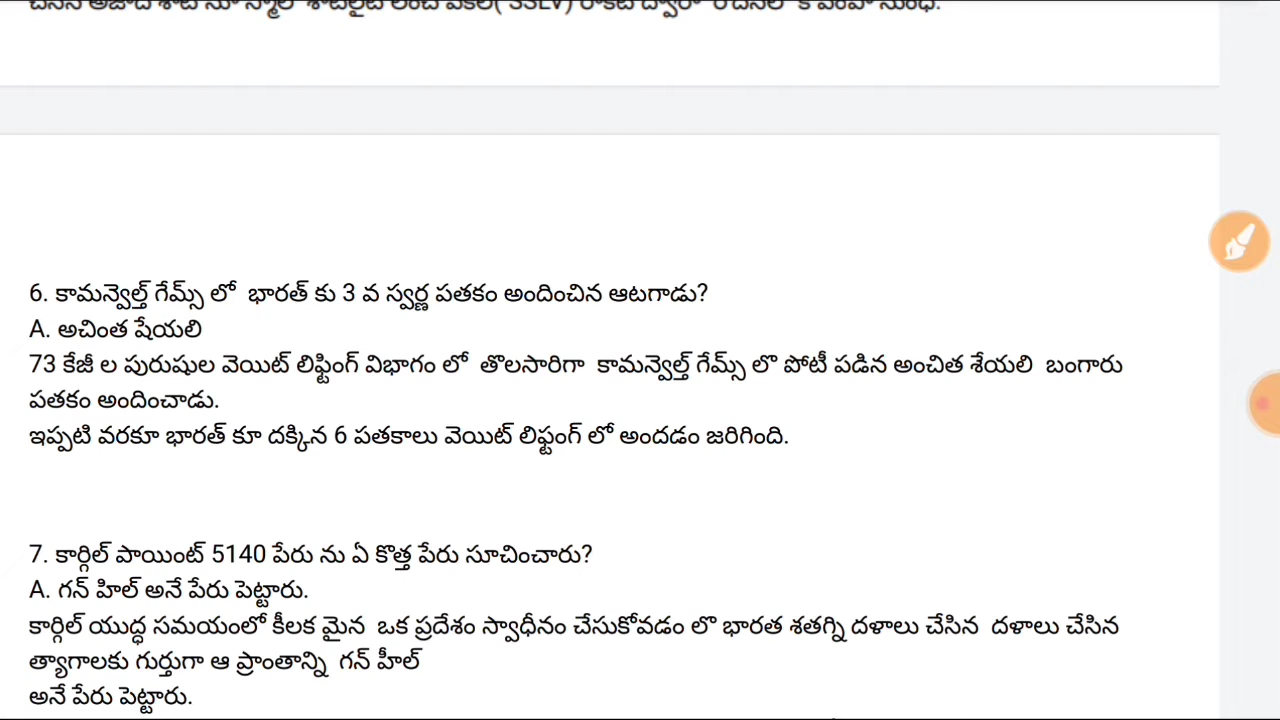 చేసిన ఆజాది శాట్ ను స్మాల్ శాటిలైట్ లంచ్ వెకిల్( SSLV) రాకెట్ ద్వారా
6. కామన్వెల్త్ గేమ్స్ లో భారత్ కు 3 వ స్వర్ణ పతకం అందించిన ఆటగాడు?
A. అచింత షేయలి
73 కేజీ ల పురుషుల వెయిట్ లిఫ్టింగ్ విభాగం లో తొలసారిగా కామన్వెల్త్ గేమ్స్ లొ పోటీ పడిన అంచిత శేయలి బంగారు
పతకం అందించాడు.
ఇప్పటి వరకూ భారత్ కూ దక్కిన 6 పతకాలు వెయిట్ లిఫ్టంగ్ లో అందడం జరిగింది.
7. కార్గిల్ పాయింట్ 5140 పేరు ను ఏ కొత్త పేరు సూచించారు?
A. గన్ హిల్ అనే పేరు పెట్టారు.
కార్గిల్ యుద్ధ సమయంలో కీలక మైన ఒక ప్రదేశం స్వాధీనం చేసుకోవడం లొ భారత శతగ్ని దళాలు చేసిన దళాలు చేసిన
త్యాగాలకు గుర్తుగా ఆ ప్రాంతాన్ని గన్ హీల్
అనే పేరు పెట్టారు.